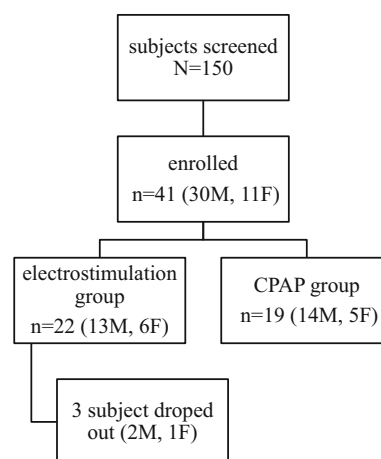 subjects screened
N=150
enrolled
n=41 (30M, 11F)
electrostimulation
group
n=22 (13M, 6F)
CPAP group
n=19 (14M, 5F)
3 subject droped
out (2M, 1F)